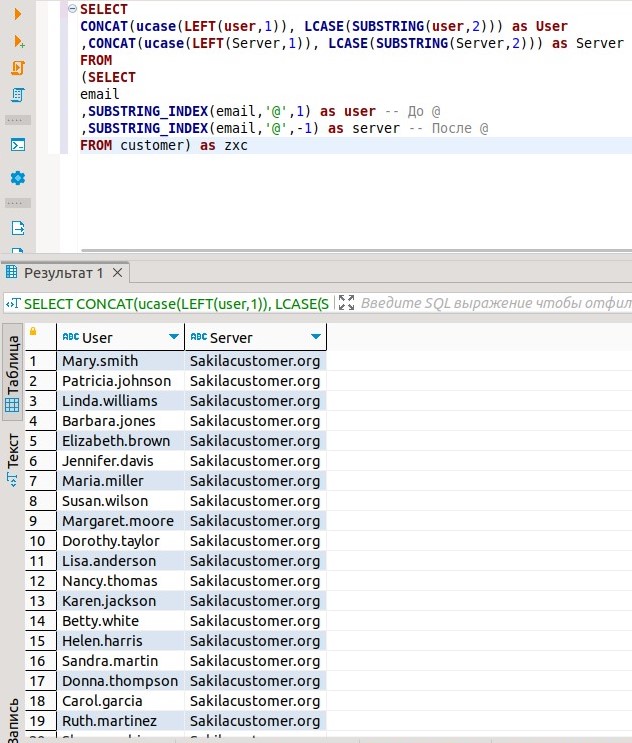 SELECT
CONCAT(ucase(LEFT(user,1)), LCASE(SUBSTRING(user,2))) as User
,CONCAT(ucase(LEFT(Server,1)), LCASE(SUBSTRING(Server,2))) as Server
FROM
(SELECT
email
,SUBSTRING_INDEX(email,'@',1) as user -- До @
,SUBSTRING_INDEX(email,'@',-1) as server -- После @
FROM customer) as zxc
Результат 1
SELECT CONCAT(ucase(LEFT(user,1)), LCASE(S
Введите SQL выражение чтобы отфил
Таблица
Текст
Запись
ABC User ABC Server
1 Mary.smith Sakilacustomer.org
2 Patricia.johnson Sakilacustomer.org
3 Linda.williams Sakilacustomer.org
4 Barbara.jones Sakilacustomer.org
5 Elizabeth.brown Sakilacustomer.org
6 Jennifer.davis Sakilacustomer.org
7 Maria.miller Sakilacustomer.org
8 Susan.wilson Sakilacustomer.org
9 Margaret.moore Sakilacustomer.org
10 Dorothy.taylor Sakilacustomer.org
11 Lisa.anderson Sakilacustomer.org
12 Nancy.thomas Sakilacustomer.org
13 Karen.jackson Sakilacustomer.org
14 Betty.white Sakilacustomer.org
15 Helen.harris Sakilacustomer.org
16 Sandra.martin Sakilacustomer.org
17 Donna.thompson Sakilacustomer.org
18 Carol.garcia Sakilacustomer.org
19 Ruth.martinez Sakilacustomer.org